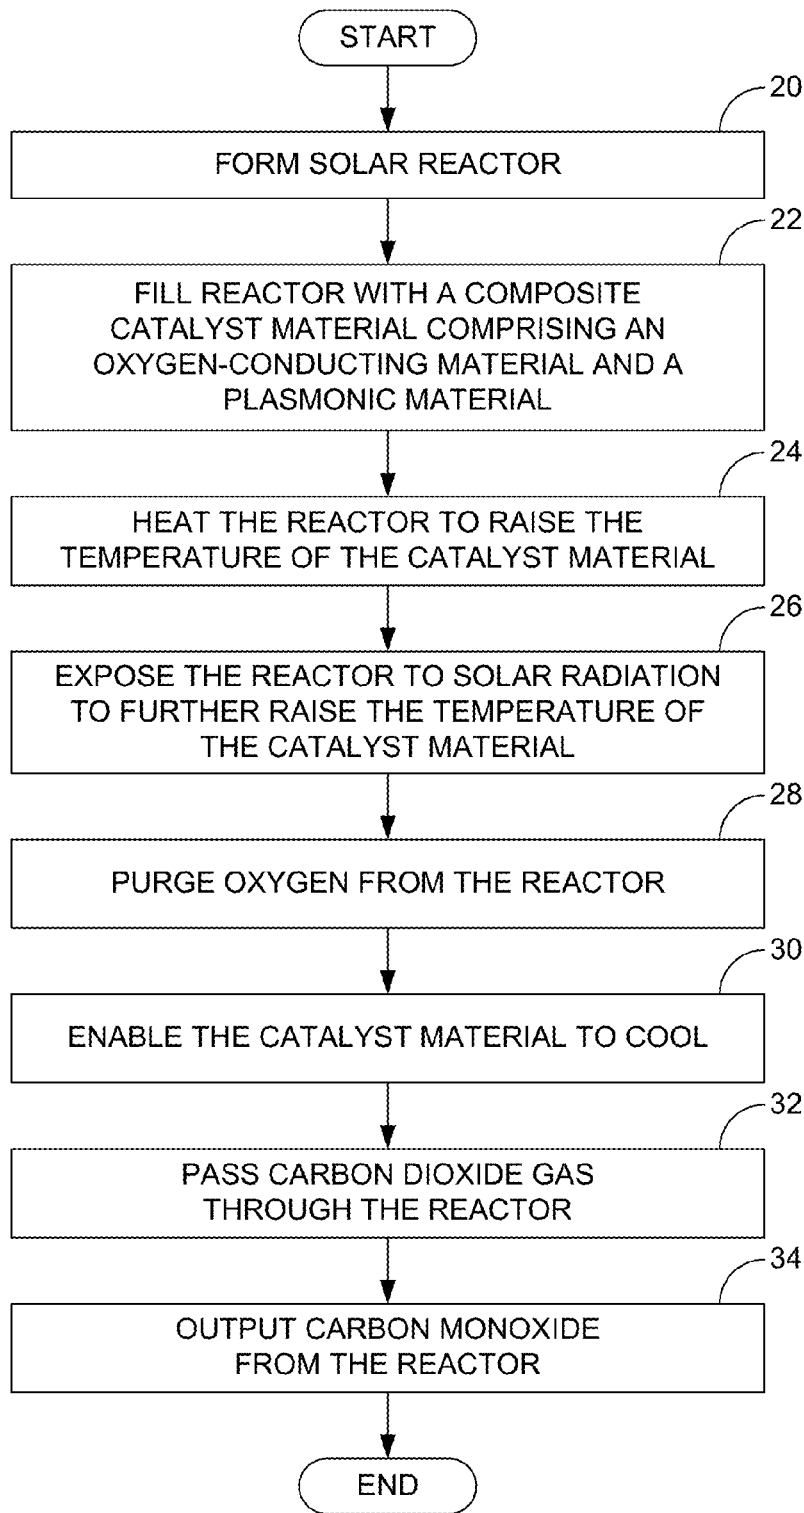 START
20
FORM SOLAR REACTOR
22
FILL REACTOR WITH A COMPOSITE
CATALYST MATERIAL COMPRISING AN
OXYGEN-CONDUCTING MATERIAL AND A
PLASMONIC MATERIAL
24
HEAT THE REACTOR TO RAISE THE
TEMPERATURE OF THE CATALYST MATERIAL
26
EXPOSE THE REACTOR TO SOLAR RADIATION
TO FURTHER RAISE THE TEMPERATURE OF
THE CATALYST MATERIAL
28
PURGE OXYGEN FROM THE REACTOR
30
ENABLE THE CATALYST MATERIAL TO COOL
32
PASS CARBON DIOXIDE GAS
THROUGH THE REACTOR
34
OUTPUT CARBON MONOXIDE
FROM THE REACTOR
END